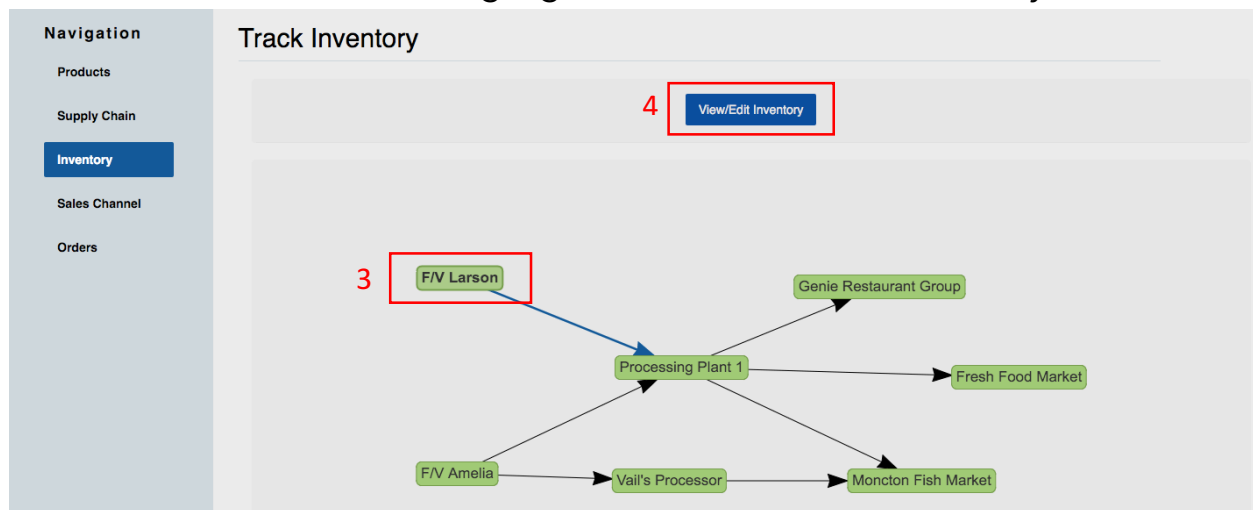 Navigation
Products
Supply Chain
Inventory
Sales Channel
Orders
Track Inventory
4
View/Edit Inventory
3
F/V Larson
Genie Restaurant Group
Processing Plant 1
Fresh Food Market
F/V Amelia
Vail's Processor
Moncton Fish Market